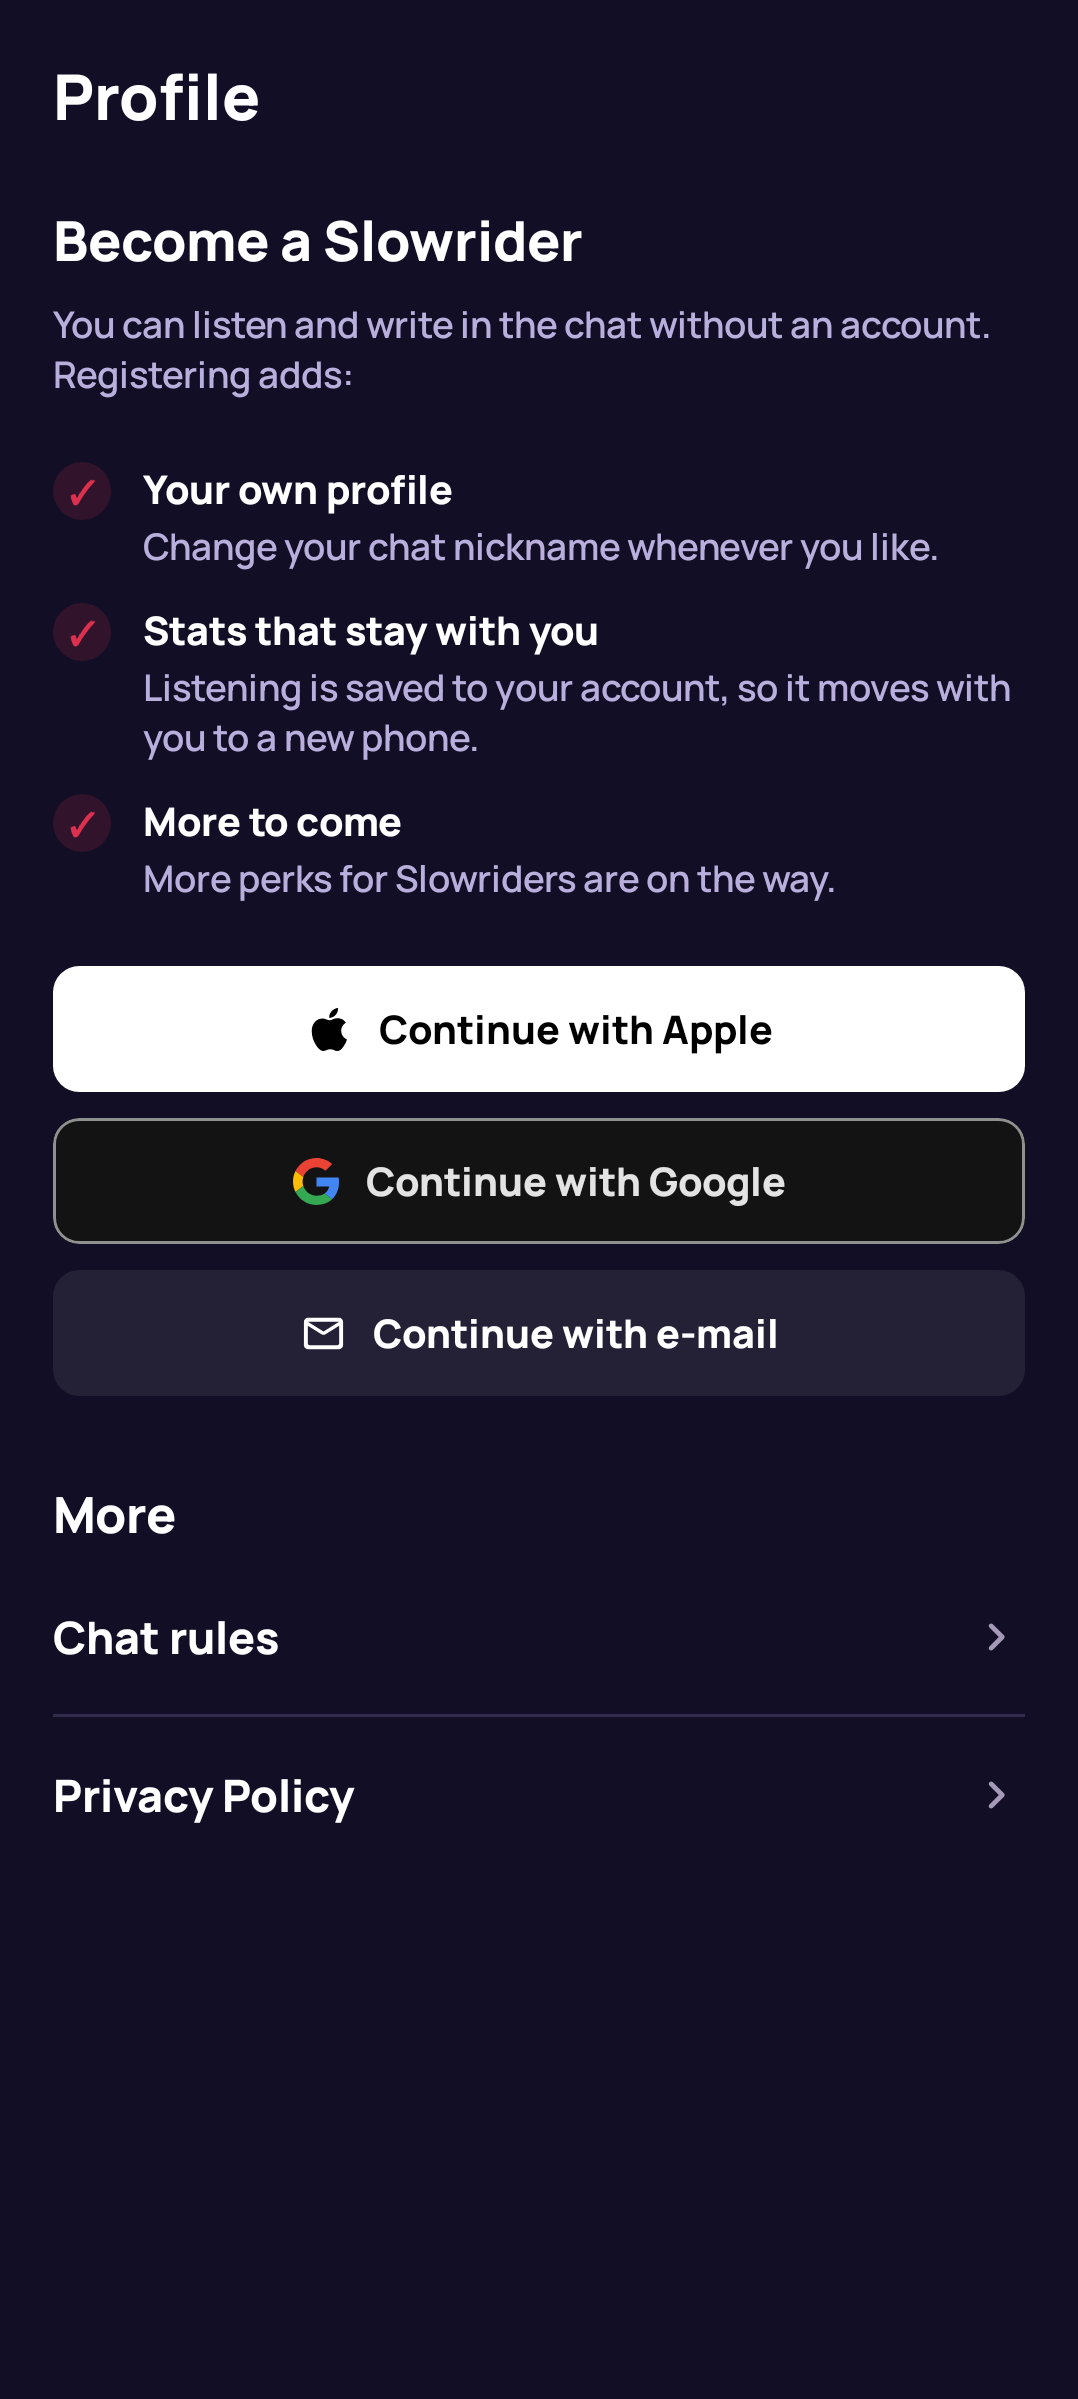 Profile
Become a Slowrider
You can listen and write in the chat without an account.
Registering adds:
✓ Your own profile
Change your chat nickname whenever you like.
✓ Stats that stay with you
Listening is saved to your account, so it moves with
you to a new phone.
✓ More to come
More perks for Slowriders are on the way.
Continue with Apple
Continue with Google
Continue with e-mail
More
Chat rules
Privacy Policy